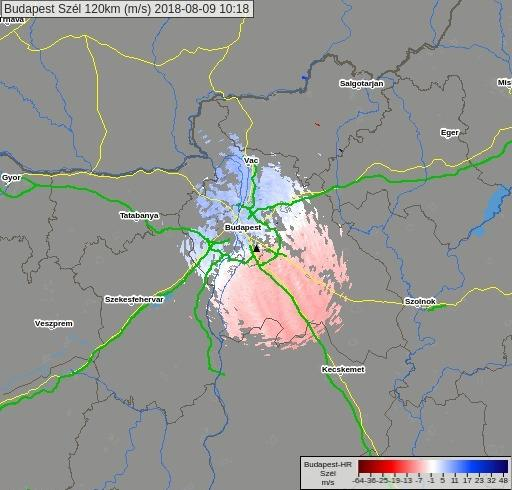 Budapest Szél 120km (m/s) 2018-08-09 10:18
Salgotarjan
Eger
Vac
Gyor
Tatabanya
Budapest
Szekesfehervar
Szolnok
Veszprem
Kecskemet
Budapest-HR
Szél
m/s
-64-36-25-19-13 -7 -1 5 11 17 23 32 48